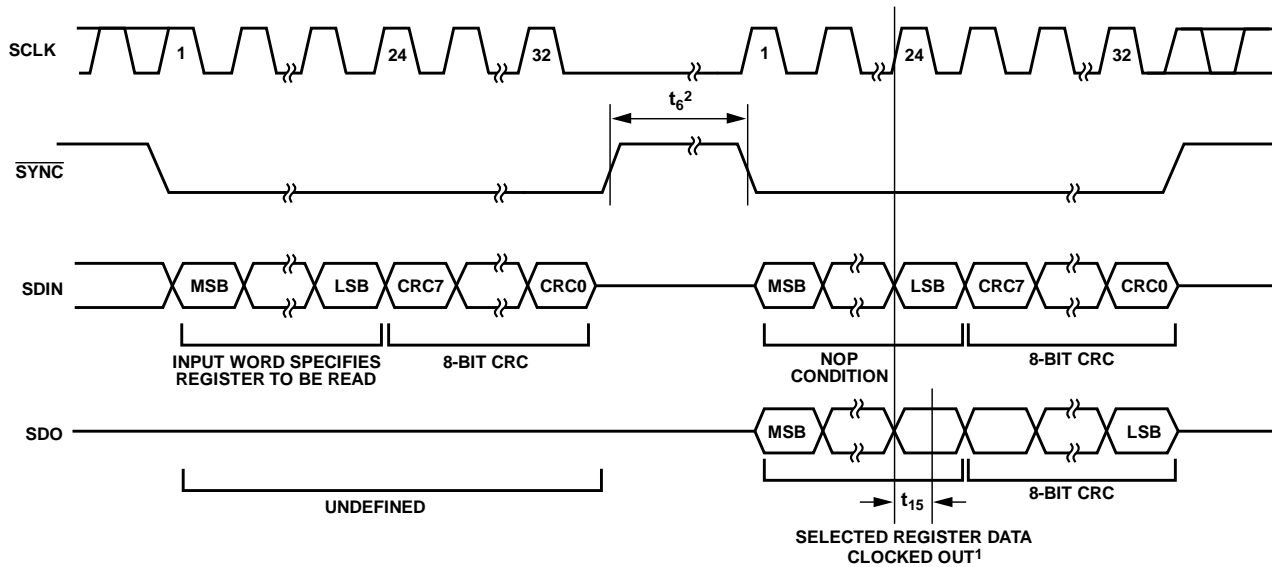 SCLK
1
24
32
1
24
32
t6²
SYNC
SDIN
MSB
LSB
CRC7
CRC0
MSB
LSB
CRC7
CRC0
INPUT WORD SPECIFIES
REGISTER TO BE READ
8-BIT CRC
NOP
CONDITION
8-BIT CRC
SDO
MSB
LSB
UNDEFINED
t15
8-BIT CRC
SELECTED REGISTER DATA
CLOCKED OUT¹